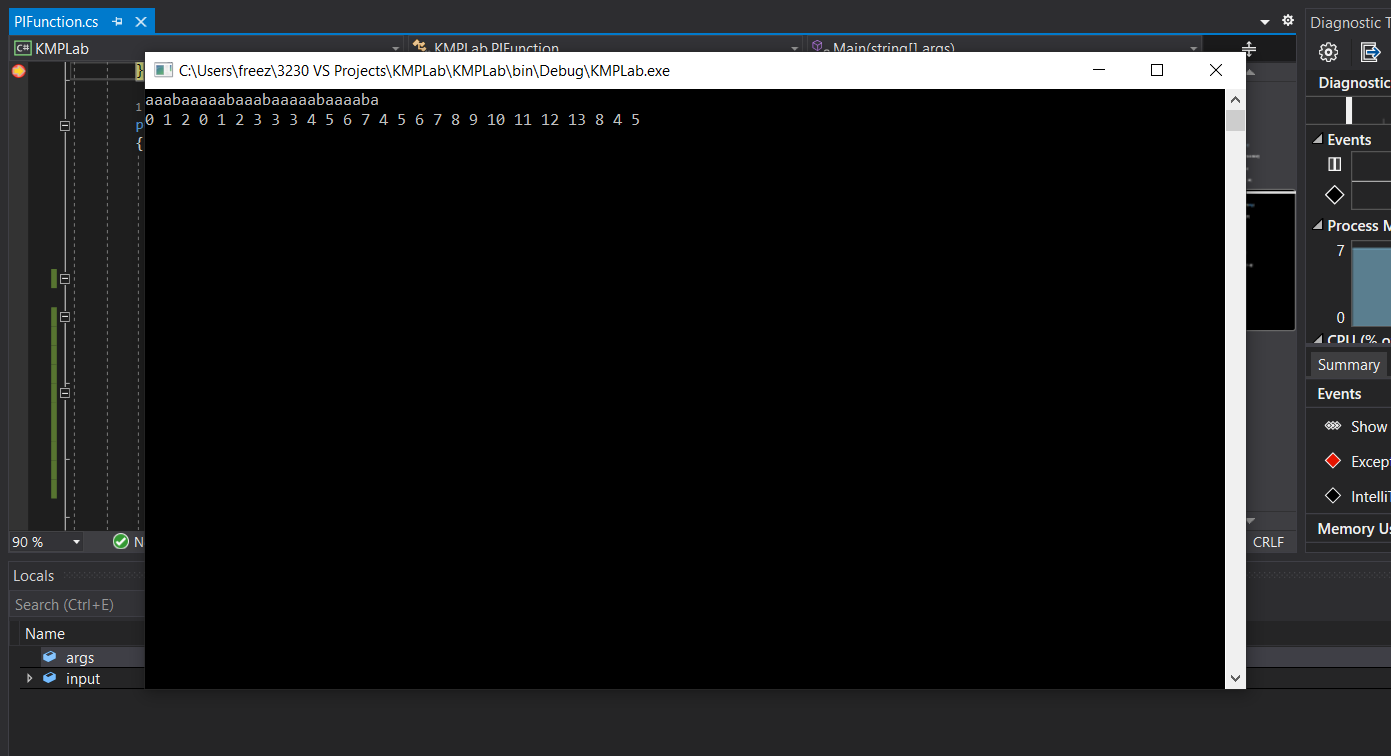 PIFunction.cs
Diagnostic T
C# KMPLab
KMPLab.PIFunction
Main(string[] args)
C:\Users\freez\3230 VS Projects\KMPLab\KMPLab\bin\Debug\KMPLab.exe
aaabaaaaabaaabaaaaabaaaaba
0 1 2 0 1 2 3 3 3 4 5 6 7 4 5 6 7 8 9 10 11 12 13 8 4 5
}
1
p
{
Diagnostic
Events
Process M
7
0
CPU (% o
Summary
Events
Show
Except
IntelliT
Memory Us
90 %
N
CRLF
Locals
Search (Ctrl+E)
Name
args
input